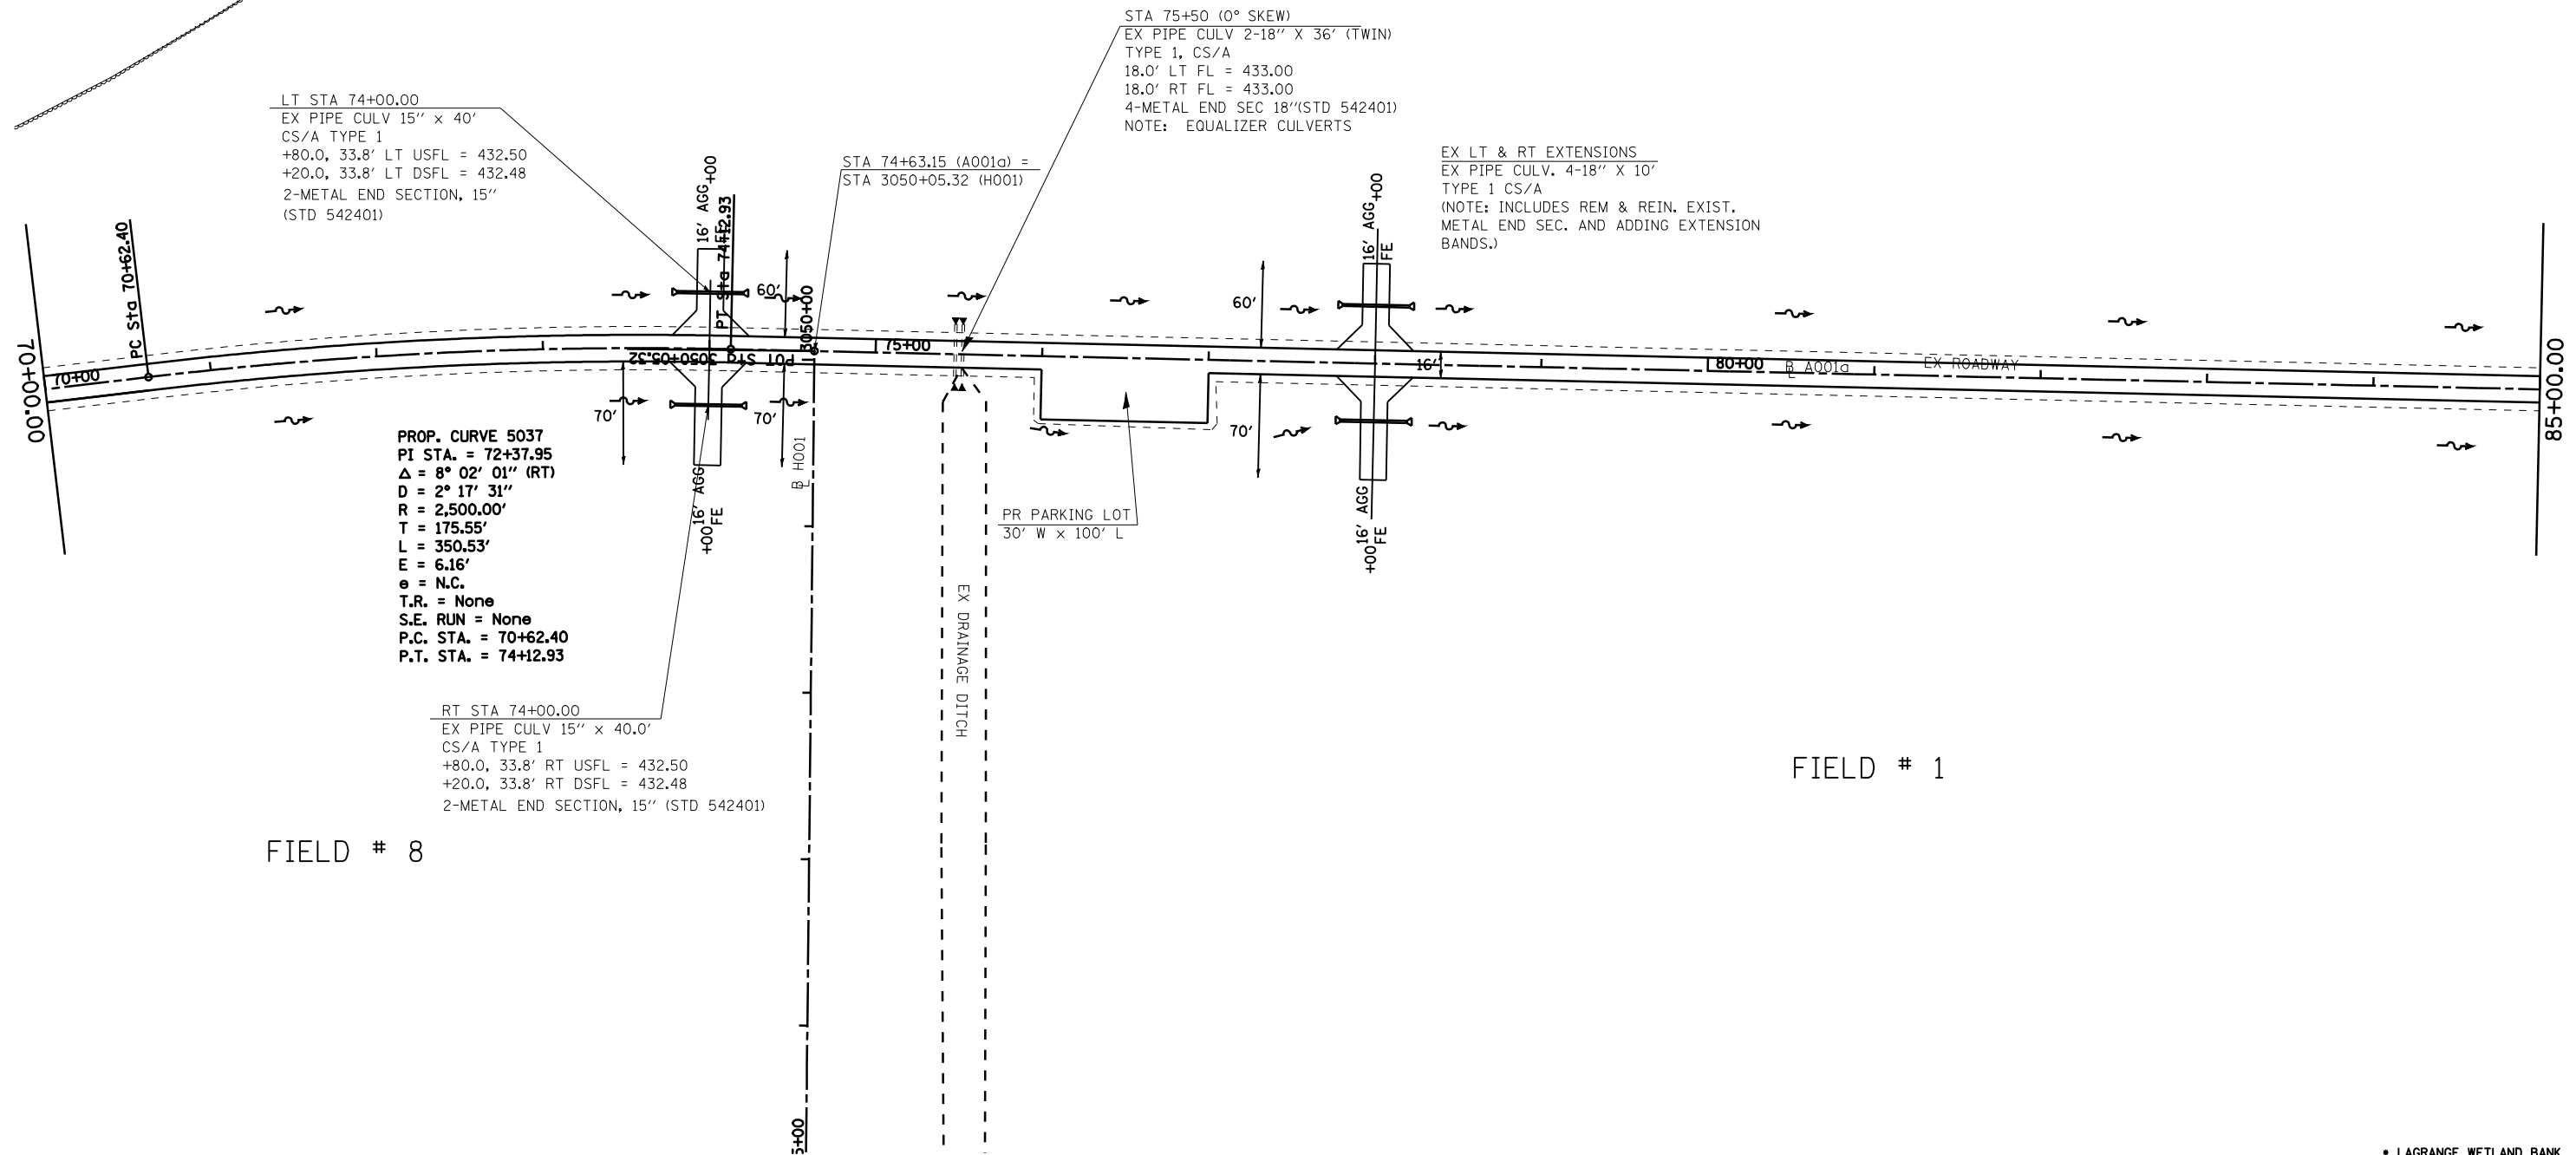 STA 75+50 (0° SKEW)
EX PIPE CULV 2-18" X 36' (TWIN)
TYPE 1, CS/A
18.0' LT FL = 433.00
18.0' RT FL = 433.00
4-METAL END SEC 18"(STD 542401)
NOTE: EQUALIZER CULVERTS
LT STA 74+00.00
EX PIPE CULV 15" x 40'
CS/A TYPE 1
+80.0, 33.8' LT USFL = 432.50
+20.0, 33.8' LT DSFL = 432.48
2-METAL END SECTION, 15"
(STD 542401)
STA 74+63.15 (A001a) =
STA 3050+05.32 (H001)
EX LT & RT EXTENSIONS
EX PIPE CULV. 4-18" X 10'
TYPE 1 CS/A
(NOTE: INCLUDES REM & REIN. EXIST.
METAL END SEC. AND ADDING EXTENSION
BANDS.)
70+00.00
PC Sta 70+62.40
70+00
16' AGG
FE
+00
PT Sta 74+12.93
60'
3050+00
POT Sta 3050+05.32
75+00
60'
16' AGG
FE
+00
16'
80+00
B
L
A001a
EX ROADWAY
85+00.00
70'
70'
70'
16' AGG
FE
+00
B
L
H001
16' AGG
FE
+00
PROP. CURVE 5037
PI STA. = 72+37.95
Δ = 8° 02' 01" (RT)
D = 2° 17' 31"
R = 2,500.00'
T = 175.55'
L = 350.53'
E = 6.16'
e = N.C.
T.R. = None
S.E. RUN = None
P.C. STA. = 70+62.40
P.T. STA. = 74+12.93
PR PARKING LOT
30' W x 100' L
EX DRAINAGE DITCH
RT STA 74+00.00
EX PIPE CULV 15" x 40.0'
CS/A TYPE 1
+80.0, 33.8' RT USFL = 432.50
+20.0, 33.8' RT DSFL = 432.48
2-METAL END SECTION, 15" (STD 542401)
FIELD # 1
FIELD # 8
5+00
• LAGRANGE WETLAND BANK